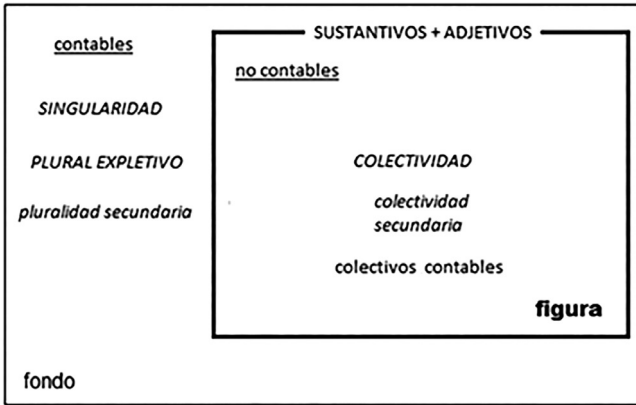 SUSTANTIVOS + ADJETIVOS
contables
SINGULARIDAD
PLURAL EXPLETIVO
pluralidad secundaria
no contables
COLECTIVIDAD
colectividad
secundaria
colectivos contables
figura
fondo